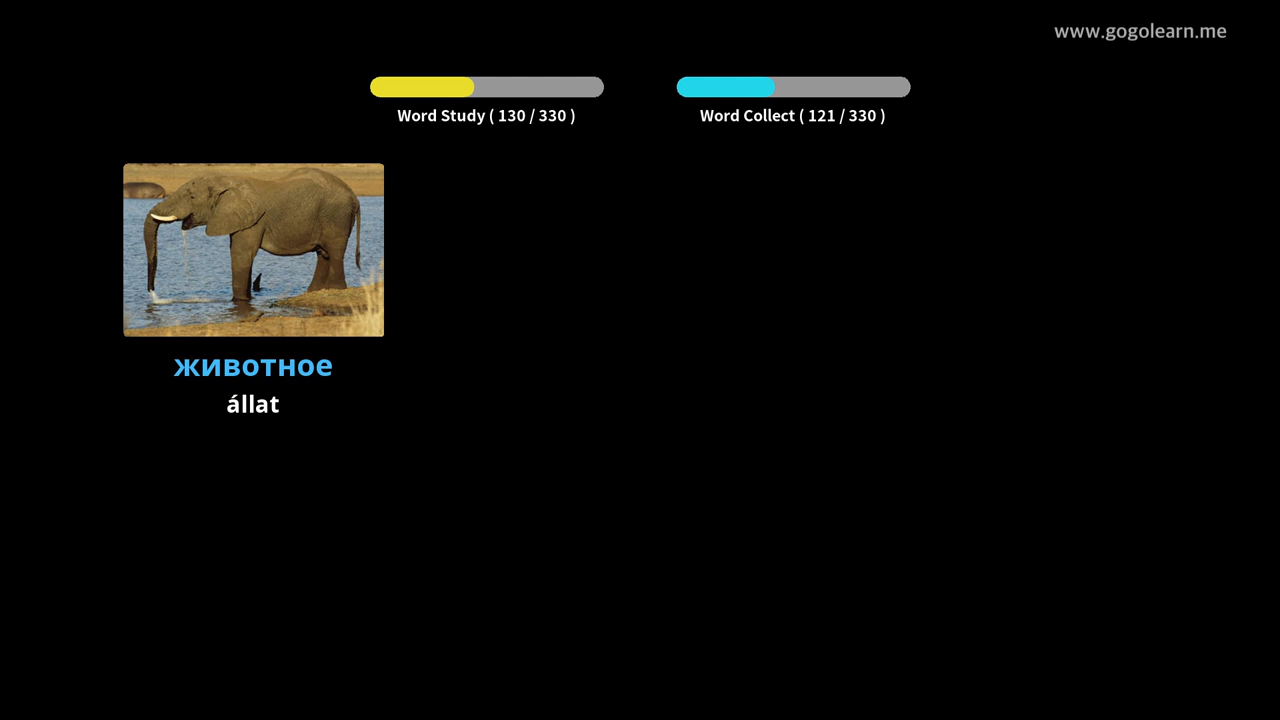 www.gogolearn.me
Word Study ( 130 / 330 )
Word Collect ( 121 / 330 )
животное
állat